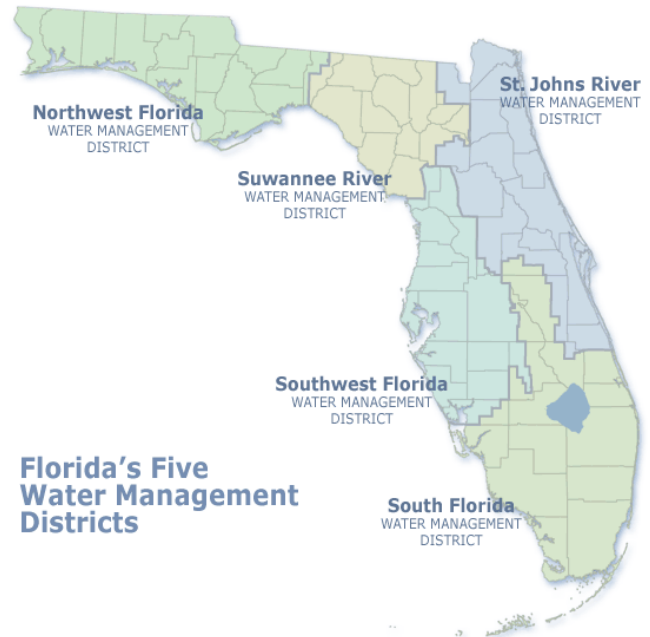 St. Johns River
WATER MANAGEMENT
DISTRICT
Northwest Florida
WATER MANAGEMENT
DISTRICT
Suwannee River
WATER MANAGEMENT
DISTRICT
Southwest Florida
WATER MANAGEMENT
DISTRICT
Florida's Five
Water Management
Districts
South Florida
WATER MANAGEMENT
DISTRICT